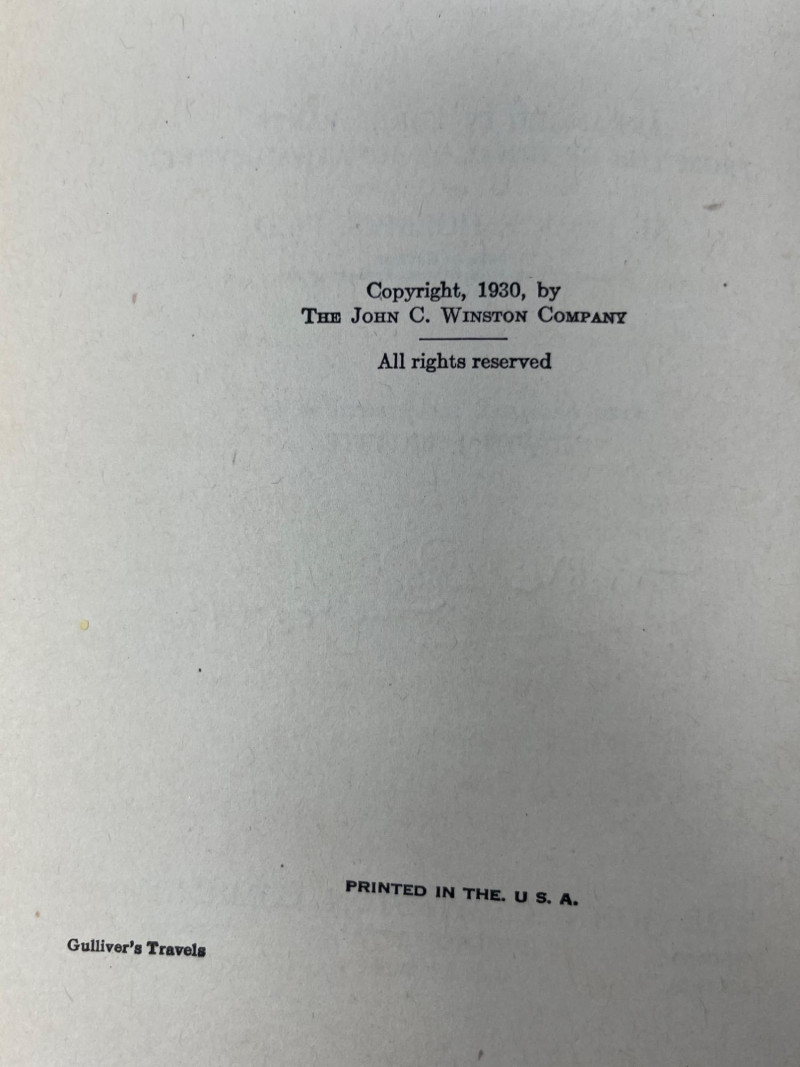 Copyright, 1930, by
THE JOHN C. WINSTON COMPANY
All rights reserved
PRINTED IN THE. U S. A.
Gulliver's Travels